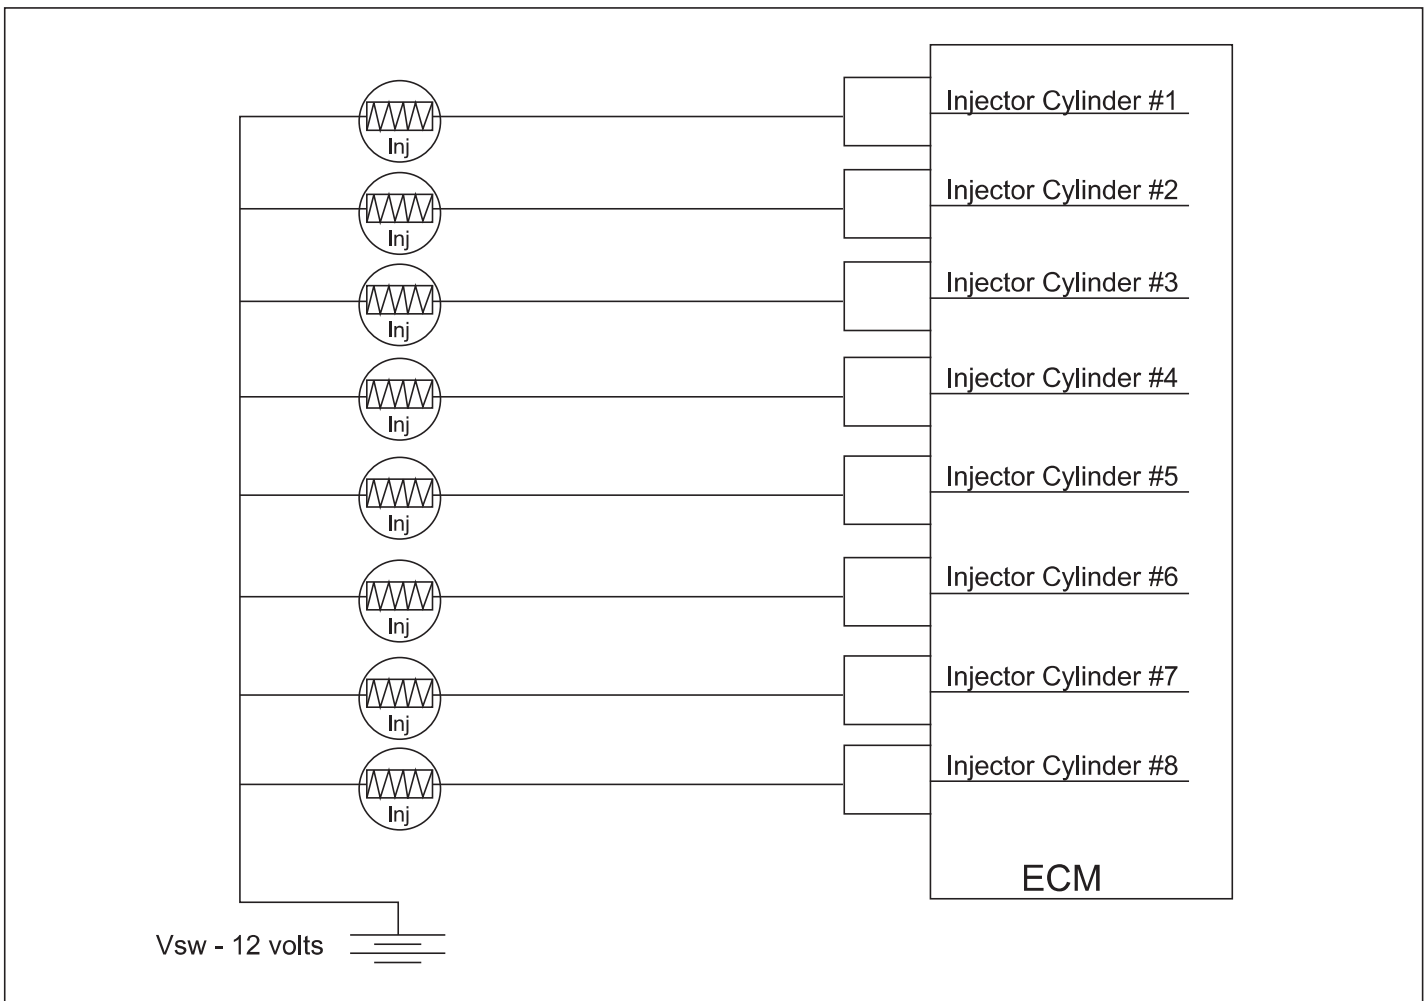 Injector Cylinder #1
Inj
Injector Cylinder #2
Inj
Injector Cylinder #3
Inj
Injector Cylinder #4
Inj
Injector Cylinder #5
Inj
Injector Cylinder #6
Inj
Injector Cylinder #7
Inj
Injector Cylinder #8
Inj
ECM
Vsw - 12 volts